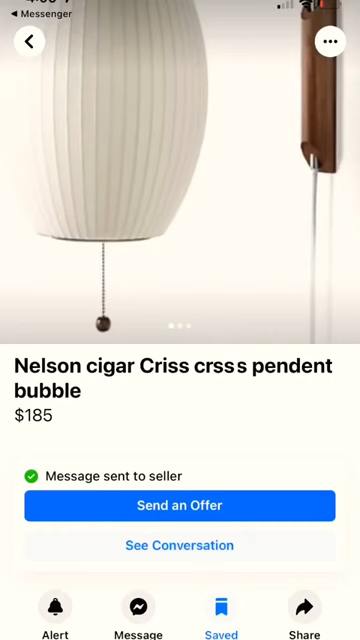 Messenger
Nelson cigar Criss crsss pendent
bubble
$185
Message sent to seller
Send an Offer
See Conversation
Alert Message Saved Share